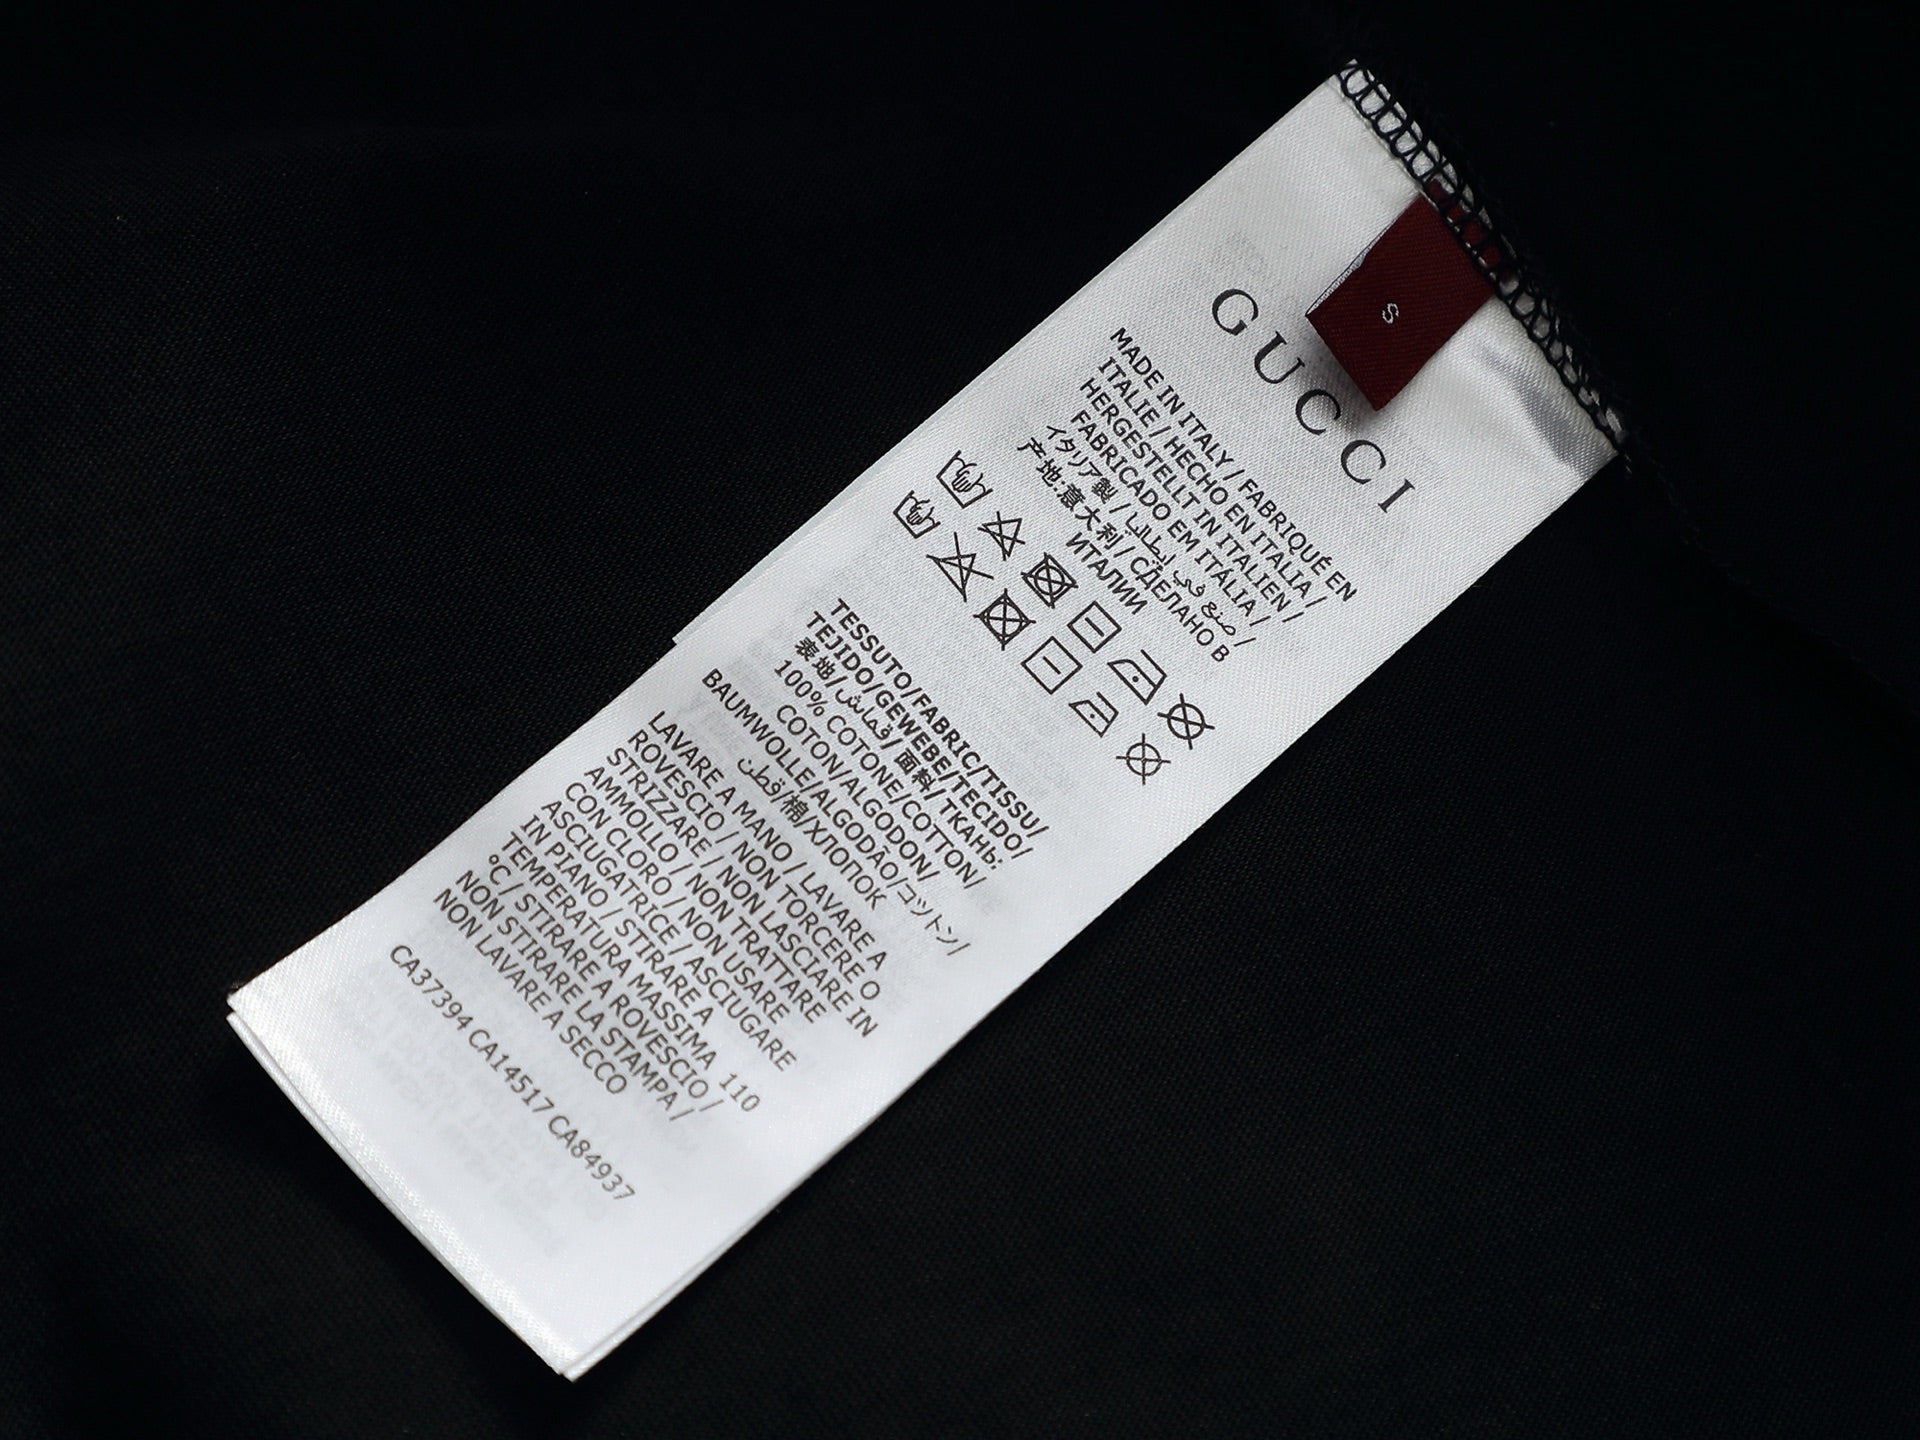 S
GUCCI
MADE IN ITALY / FABRIQUÉ EN
ITALIE / HECHO EN ITALIA /
HERGESTELLT IN ITALIEN /
FABRICADO EM ITÁLIA /
イタリア製 / صنع في إيطاليا /
产地:意大利 / СДЕЛАНО В
ИТАЛИИ
TESSUTO/FABRIC/TISSU/
TEJIDO/GEWEBE/TECIDO/
表地/قماش/面料/ТКАНЬ:
100% COTONE/COTTON/
COTON/ALGODON/
BAUMWOLLE/ALGODÃO/コットン/
قطن/棉/ХЛОПОК
LAVARE A MANO / LAVARE A
ROVESCIO / NON TORCERE O
STRIZZARE / NON LASCIARE IN
AMMOLLO / NON TRATTARE
CON CLORO / NON USARE
ASCIUGATRICE / ASCIUGARE
IN PIANO / STIRARE A
TEMPERATURA MASSIMA 110
°C / STIRARE A ROVESCIO /
NON STIRARE LA STAMPA /
NON LAVARE A SECCO
CA37394 CA14517 CA84937